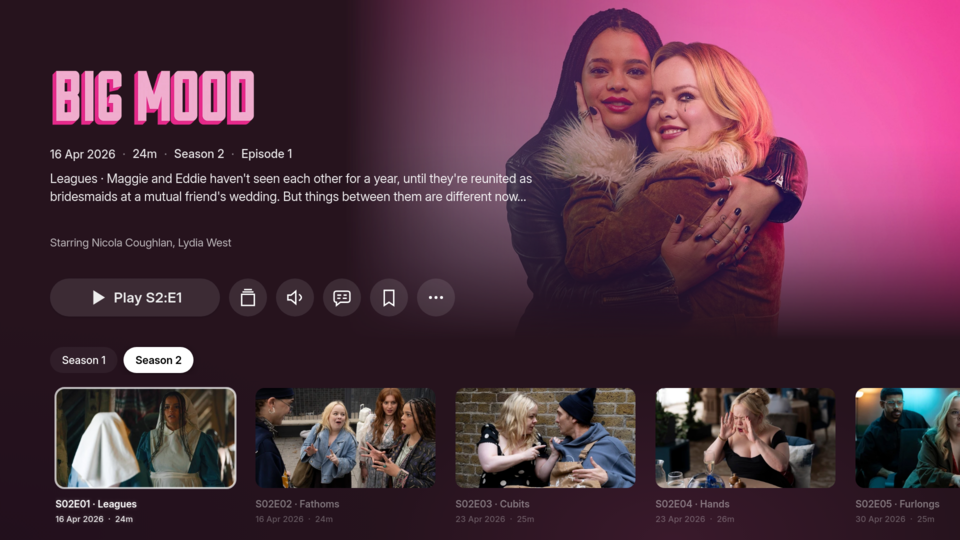 BIG MOOD
16 Apr 2026 · 24m · Season 2 · Episode 1
Leagues · Maggie and Eddie haven't seen each other for a year, until they're reunited as
bridesmaids at a mutual friend's wedding. But things between them are different now...
Starring Nicola Coughlan, Lydia West
Play S2:E1
Season 1
Season 2
S02E01 · Leagues
16 Apr 2026 · 24m
S02E02 · Fathoms
16 Apr 2026 · 24m
S02E03 · Cubits
23 Apr 2026 · 25m
S02E04 · Hands
23 Apr 2026 · 26m
S02E05 · Furlongs
30 Apr 2026 · 25m